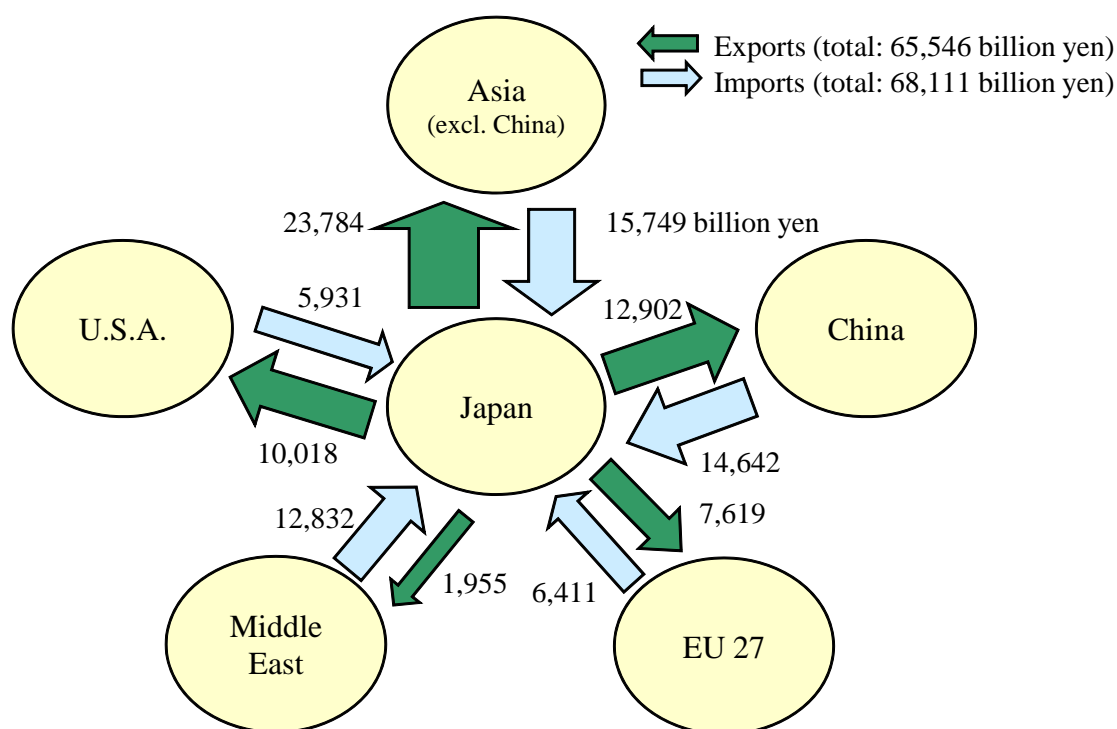 Exports (total: 65,546 billion yen)
Imports (total: 68,111 billion yen)
Asia
(excl. China)
23,784
15,749 billion yen
5,931
12,902
U.S.A.
China
Japan
10,018
14,642
12,832
7,619
1,955
6,411
Middle
East
EU 27